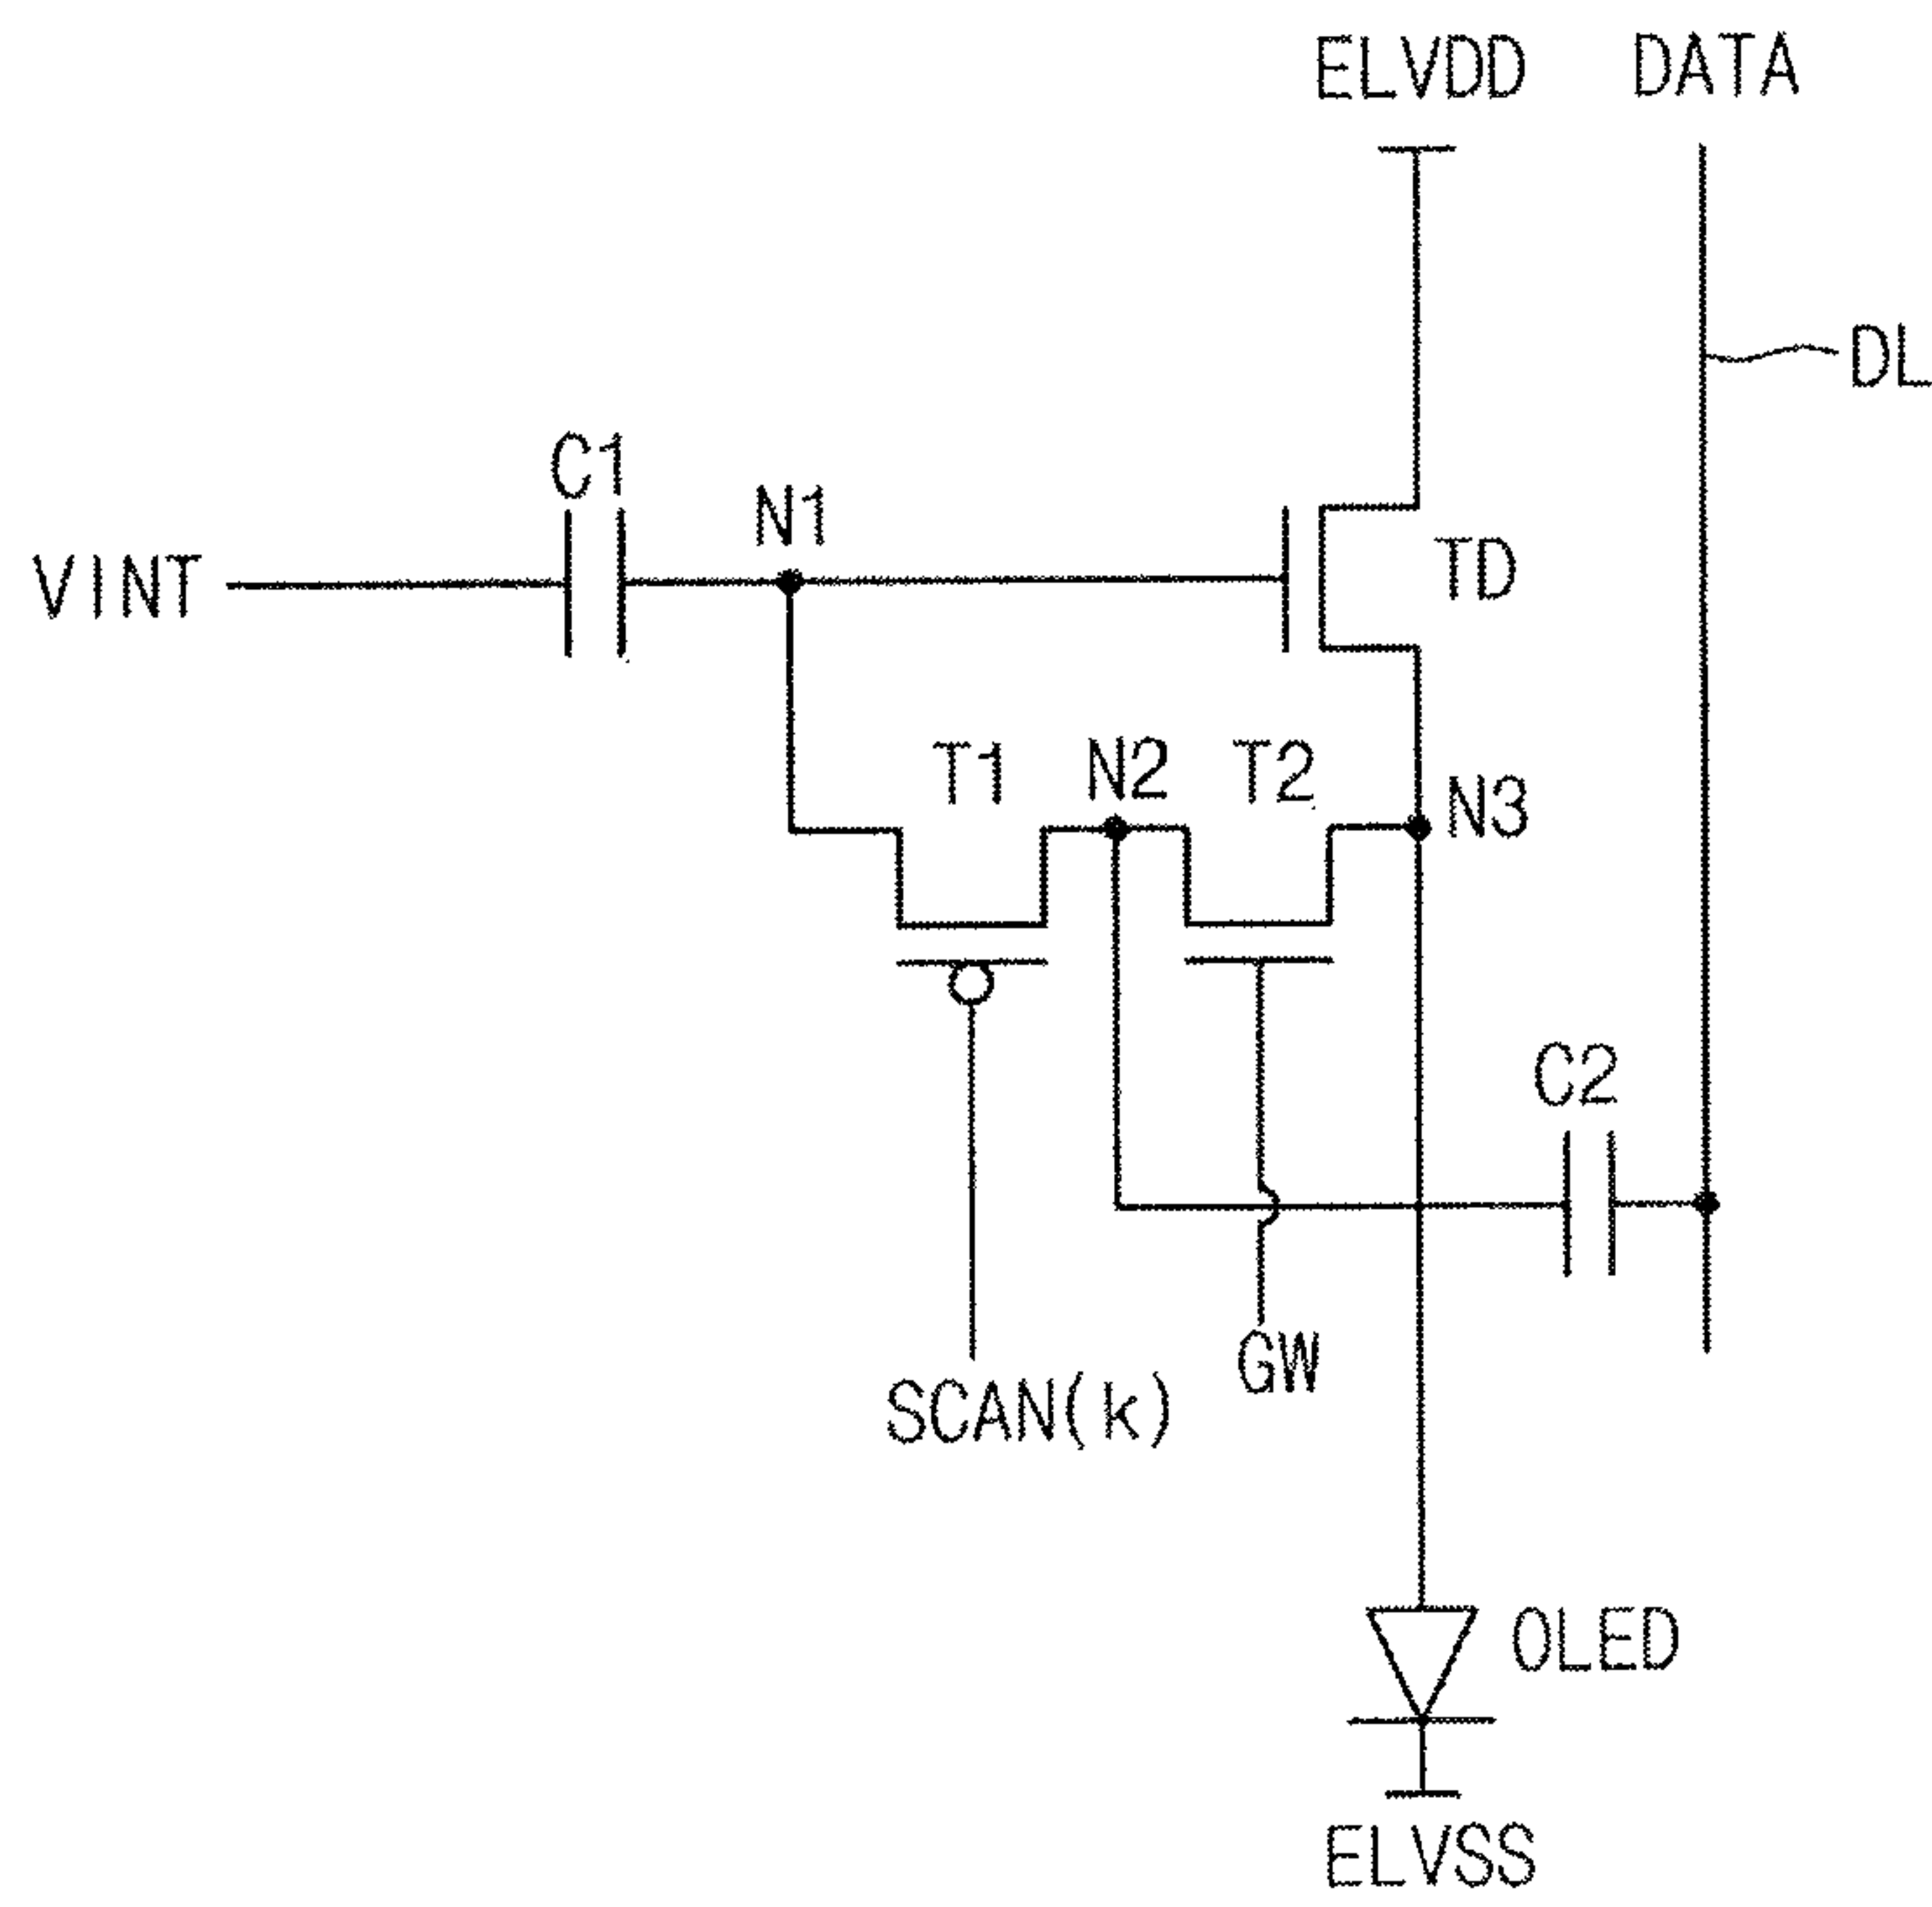 ELVDD
DATA
DL
C1
N1
VINT
TD
T1
N2
T2
N3
C2
GW
SCAN(k)
OLED
ELVSS